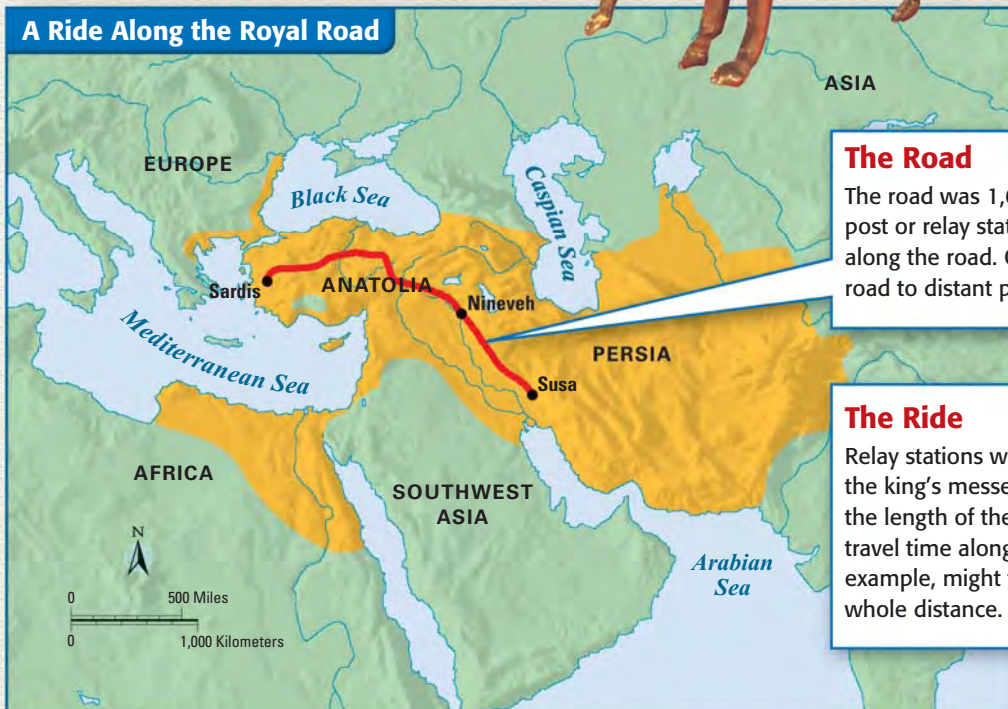 A Ride Along the Royal Road
ASIA
EUROPE
Black Sea
Caspian Sea
The Road
The road was 1,
post or relay stat
along the road.
road to distant p
Sardis
ANATOLIA
Nineveh
Mediterranean Sea
PERSIA
Susa
The Ride
Relay stations w
the king's messe
the length of the
travel time along
example, might
whole distance.
AFRICA
SOUTHWEST
ASIA
Arabian
Sea
N
0 500 Miles
0 1,000 Kilometers